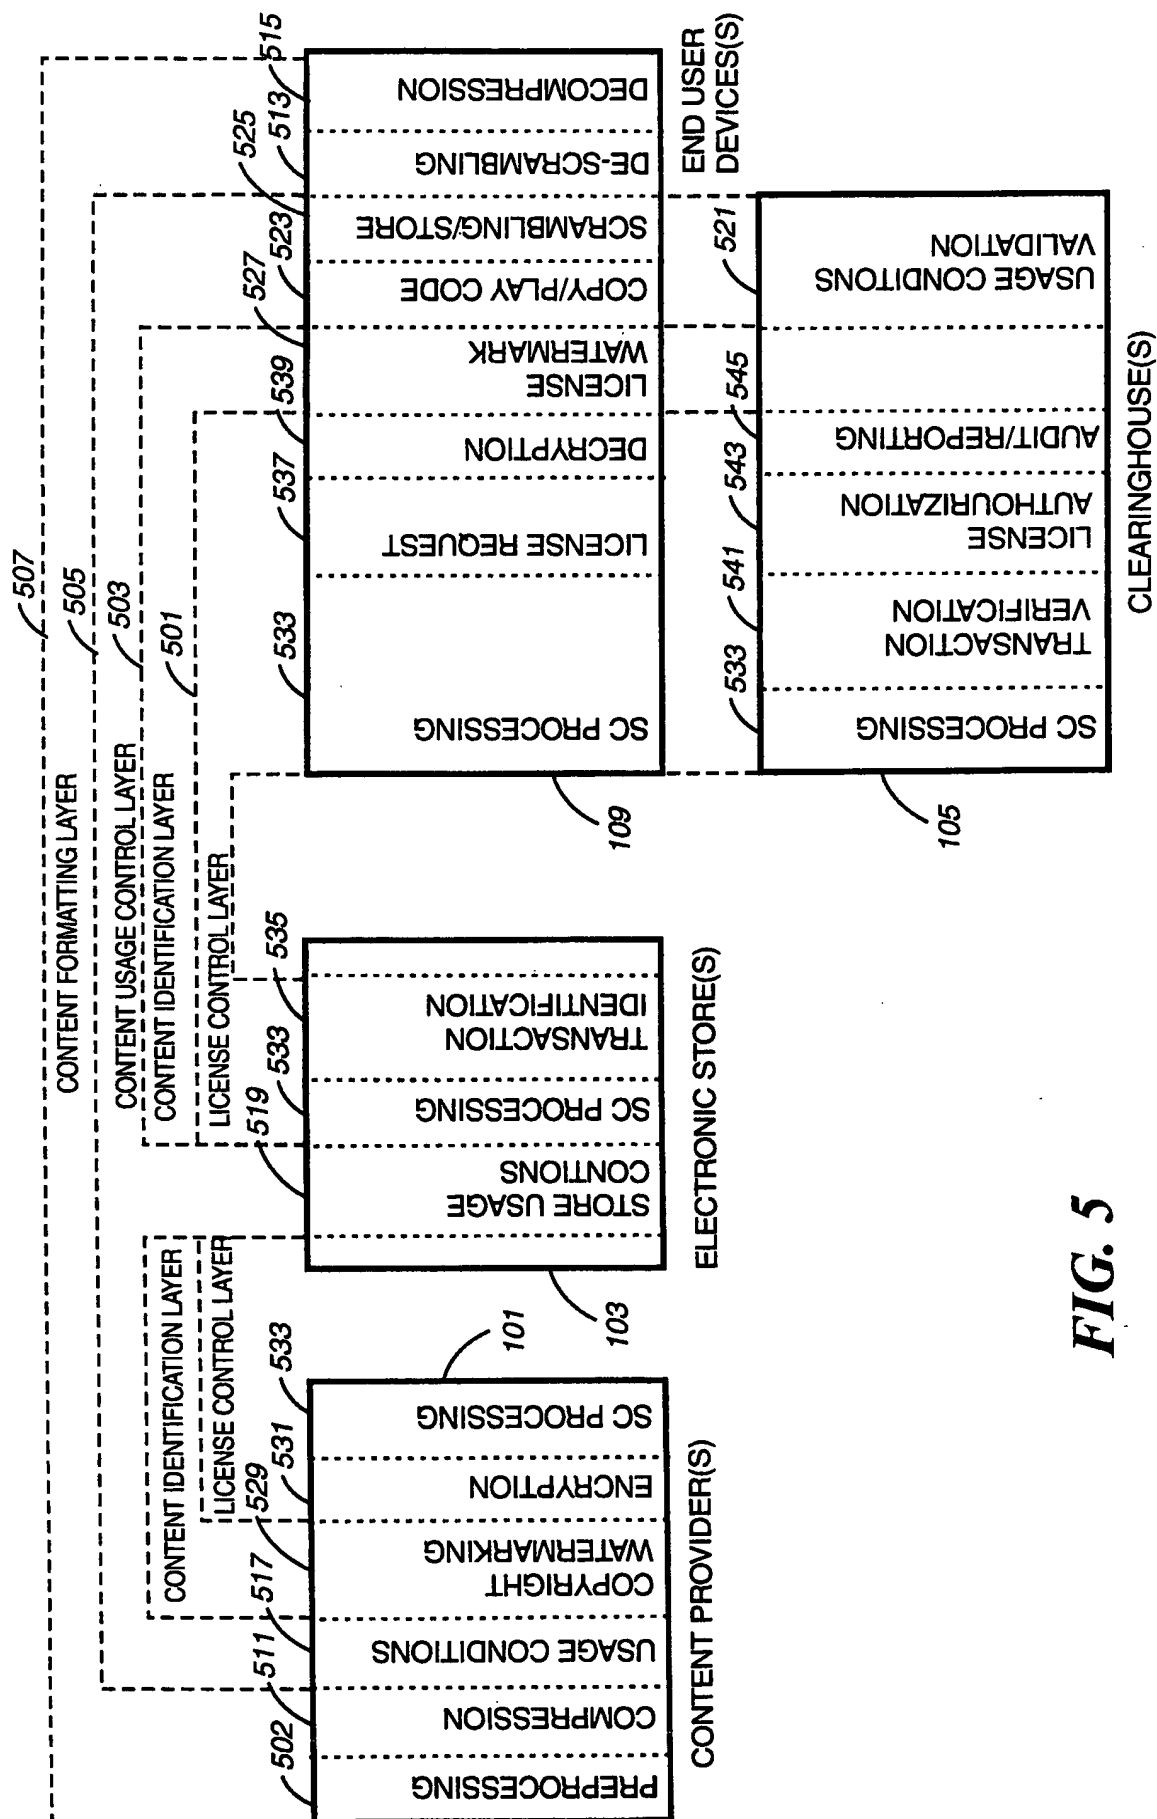 507
CONTENT FORMATTING LAYER
505
CONTENT USAGE CONTROL LAYER
503
CONTENT IDENTIFICATION LAYER
501
LICENSE CONTROL LAYER
CONTENT IDENTIFICATION LAYER
LICENSE CONTROL LAYER
502
511
517
529
531
533
101
PREPROCESSING
COMPRESSION
USAGE CONDITIONS
COPYRIGHT
WATERMARKING
ENCRYPTION
SC PROCESSING
CONTENT PROVIDER(S)
519
533
535
103
STORE USAGE
CONTIONS
SC PROCESSING
TRANSACTION
IDENTIFICATION
ELECTRONIC STORE(S)
533
537
539
527
523
525
513
515
109
SC PROCESSING
LICENSE REQUEST
DECRYPTION
LICENSE
WATERMARK
COPY/PLAY CODE
SCRAMBLING/STORE
DE-SCRAMBLING
DECOMPRESSION
END USER
DEVICES(S)
533
541
543
545
521
105
SC PROCESSING
TRANSACTION
VERIFICATION
LICENSE
AUTHOURIZATION
AUDIT/REPORTING
USAGE CONDITONS
VALIDATION
CLEARINGHOUSE(S)
FIG. 5